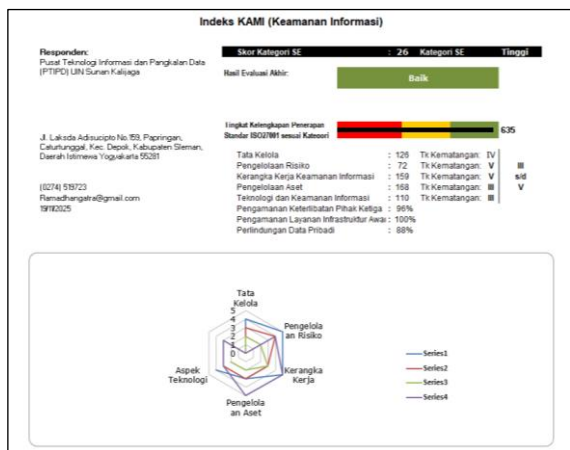 Indeks KAMI (Keamanan Informasi)
Responden:
Pusat Teknologi Informasi dan Pangkalan Data
(PTIPD) UIN Sunan Kalijaga
Skor Kategori SE : 26 Kategori SE Tinggi
Hasil Evaluasi Akhir: Baik
Tingkat Kelengkapan Penerapan
Standar ISO27001 sesuai Kategori 635
Jl. Laksda Adisucipto No.159, Papringan,
Caturtunggal, Kec. Depok, Kabupaten Sleman,
Daerah Istimewa Yogyakarta 55281
(0274) 519723
Ramadhangatra@gmail.com
Tata Kelola : 126 Tk Kematangan: IV
Pengelolaan Risiko : 72 Tk Kematangan: V III
Kerangka Kerja Keamanan Informasi : 159 Tk Kematangan: V s/d
Pengelolaan Aset : 168 Tk Kematangan: III V
Teknologi dan Keamanan Informasi : 110 Tk Kematangan: III
Pengamanan Keterlibatan Pihak Ketiga : 96%
Pengamanan Layanan Infrastruktur Awan : 100%
Perlindungan Data Pribadi : 88%
Tata
Kelola
5
4
3
2
1
0
Pengelola
an Risiko
Kerangka
Kerja
Pengelola
an Aset
Aspek
Teknologi
Series1
Series2
Series3
Series4